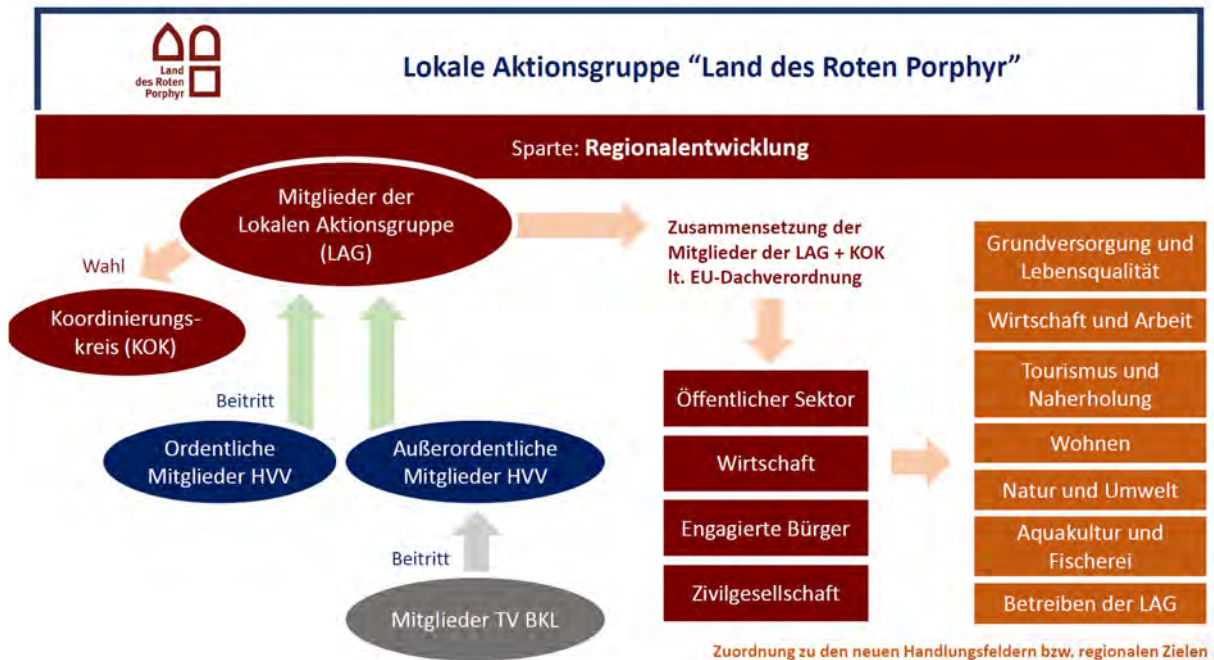 Land
des Roten
Porphyr
Lokale Aktionsgruppe “Land des Roten Porphyr”
Sparte: Regionalentwicklung
Mitglieder der
Lokalen Aktionsgruppe
(LAG)
Wahl
Koordinierungs-
kreis (KOK)
Beitritt
Ordentliche
Mitglieder HVV
Außerordentliche
Mitglieder HVV
Beitritt
Mitglieder TV BKL
Zusammensetzung der
Mitglieder der LAG + KOK
lt. EU-Dachverordnung
Öffentlicher Sektor
Wirtschaft
Engagierte Bürger
Zivilgesellschaft
Grundversorgung und
Lebensqualität
Wirtschaft und Arbeit
Tourismus und
Naherholung
Wohnen
Natur und Umwelt
Aquakultur und
Fischerei
Betreiben der LAG
Zuordnung zu den neuen Handlungsfeldern bzw. regionalen Zielen